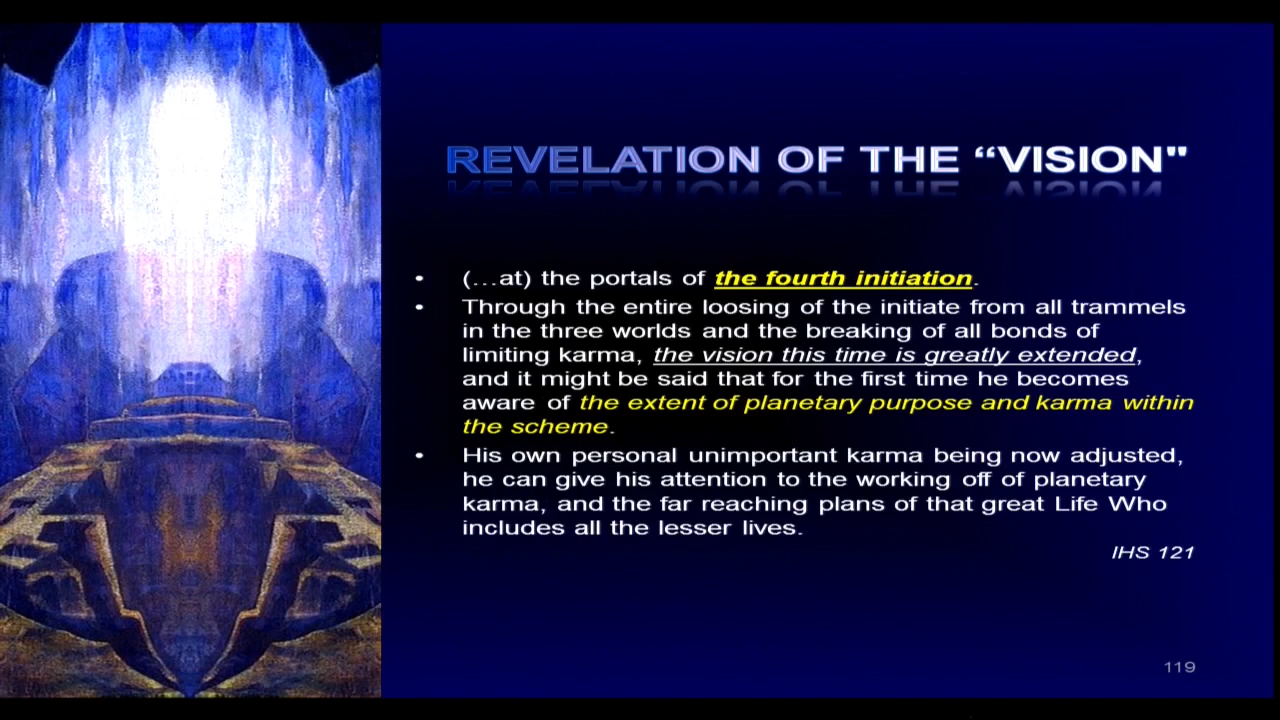 REVELATION OF THE “VISION"
• (…at) the portals of the fourth initiation.
• Through the entire loosing of the initiate from all trammels
in the three worlds and the breaking of all bonds of
limiting karma, the vision this time is greatly extended,
and it might be said that for the first time he becomes
aware of the extent of planetary purpose and karma within
the scheme.
• His own personal unimportant karma being now adjusted,
he can give his attention to the working off of planetary
karma, and the far reaching plans of that great Life Who
includes all the lesser lives.
IHS 121
119